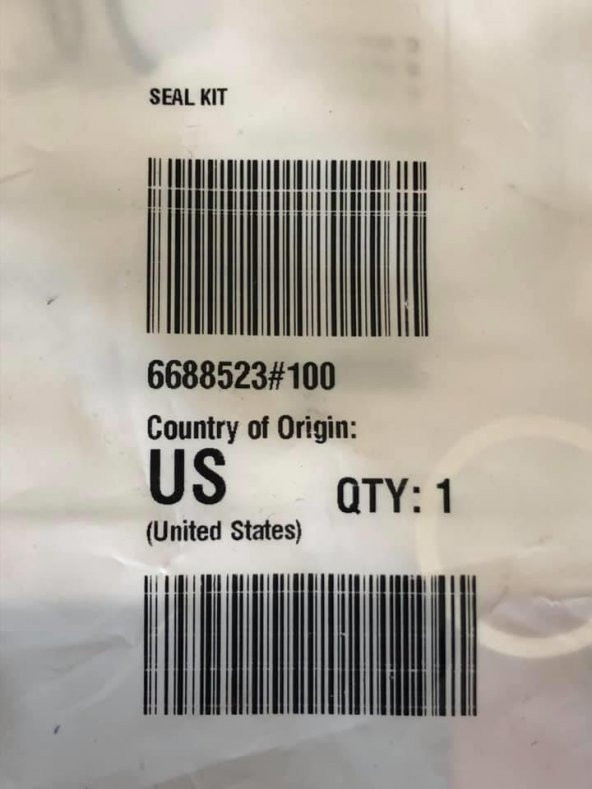 SEAL KIT
6688523#100
Country of Origin:
US QTY: 1
(United States)